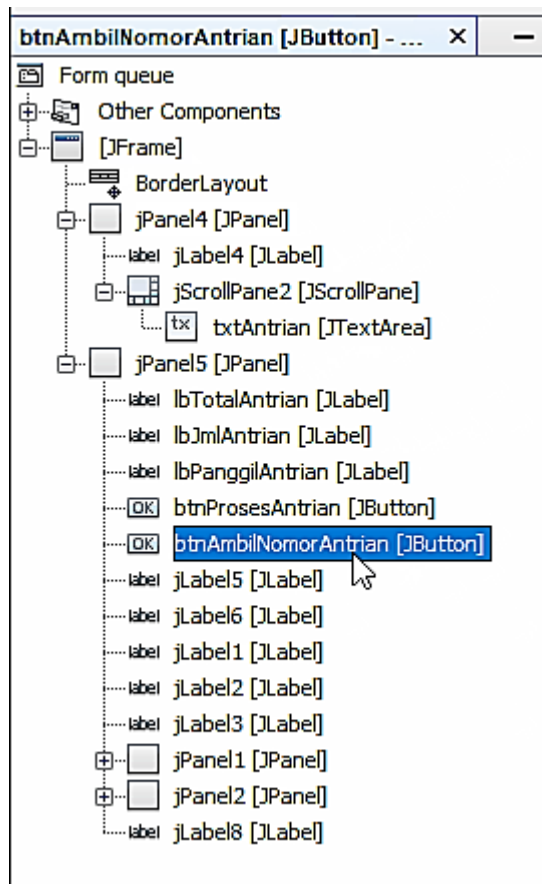 btnAmbilNomorAntrian [JButton] - ...
Form queue
Other Components
[JFrame]
BorderLayout
jPanel4 [JPanel]
label jLabel4 [JLabel]
jScrollPane2 [JScrollPane]
tx txtAntrian [JTextArea]
jPanel5 [JPanel]
label lbTotalAntrian [JLabel]
label lbJmlAntrian [JLabel]
label lbPanggilAntrian [JLabel]
OK btnProsesAntrian [JButton]
OK btnAmbilNomorAntrian [JButton]
label jLabel5 [JLabel]
label jLabel6 [JLabel]
label jLabel1 [JLabel]
label jLabel2 [JLabel]
label jLabel3 [JLabel]
jPanel1 [JPanel]
jPanel2 [JPanel]
label jLabel8 [JLabel]